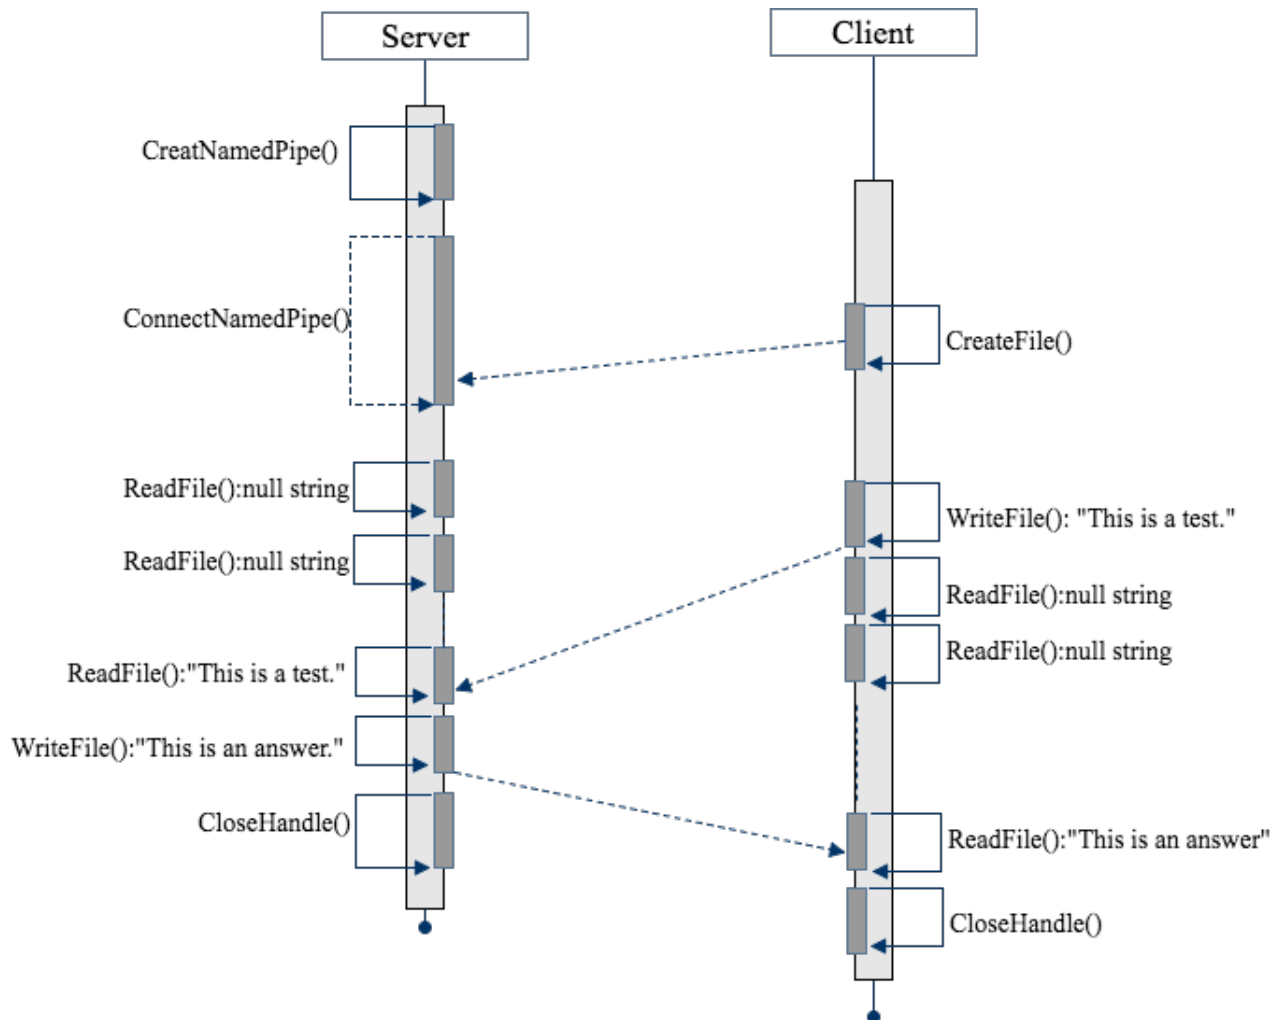 Server
Client
CreatNamedPipe()
ConnectNamedPipe()
CreateFile()
ReadFile():null string
WriteFile(): "This is a test."
ReadFile():null string
ReadFile():null string
ReadFile():null string
ReadFile():"This is a test."
WriteFile():"This is an answer."
CloseHandle()
ReadFile():"This is an answer"
CloseHandle()